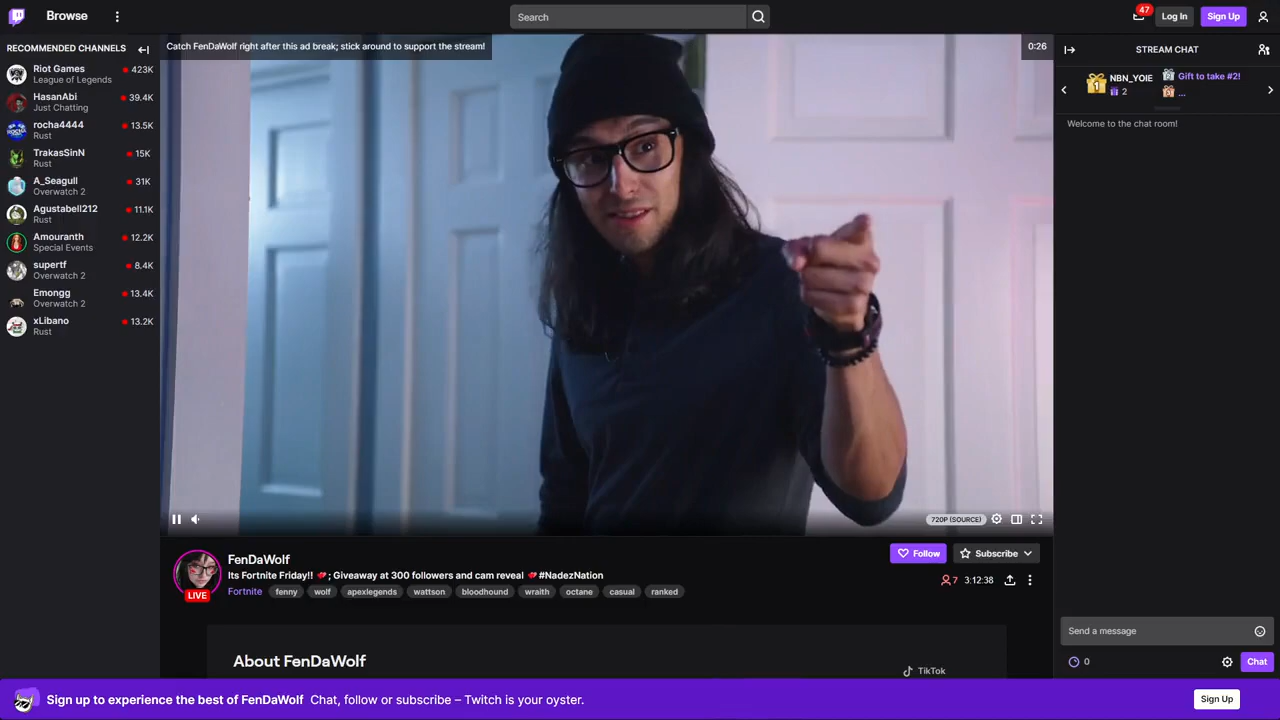 Browse
Search
47
Log In
Sign Up
RECOMMENDED CHANNELS
Riot Games
League of Legends
423K
HasanAbi
Just Chatting
39.4K
rocha4444
Rust
13.5K
TrakasSinN
Rust
15K
A_Seagull
Overwatch 2
31K
Agustabell212
Rust
11.1K
Amouranth
Special Events
12.2K
supertf
Overwatch 2
8.4K
Emongg
Overwatch 2
13.4K
xLibano
Rust
13.2K
Catch FenDaWolf right after this ad break; stick around to support the stream!
0:26
720P (SOURCE)
FenDaWolf
Its Fortnite Friday!! ; Giveaway at 300 followers and cam reveal #NadezNation
Fortnite fenny wolf apexlegends wattson bloodhound wraith octane casual ranked
LIVE
Follow
Subscribe
7
3:12:38
About FenDaWolf
TikTok
STREAM CHAT
1
NBN_YOIE
2
Gift to take #2!
...
Welcome to the chat room!
Send a message
0
Chat
Sign up to experience the best of FenDaWolf Chat, follow or subscribe – Twitch is your oyster.
Sign Up